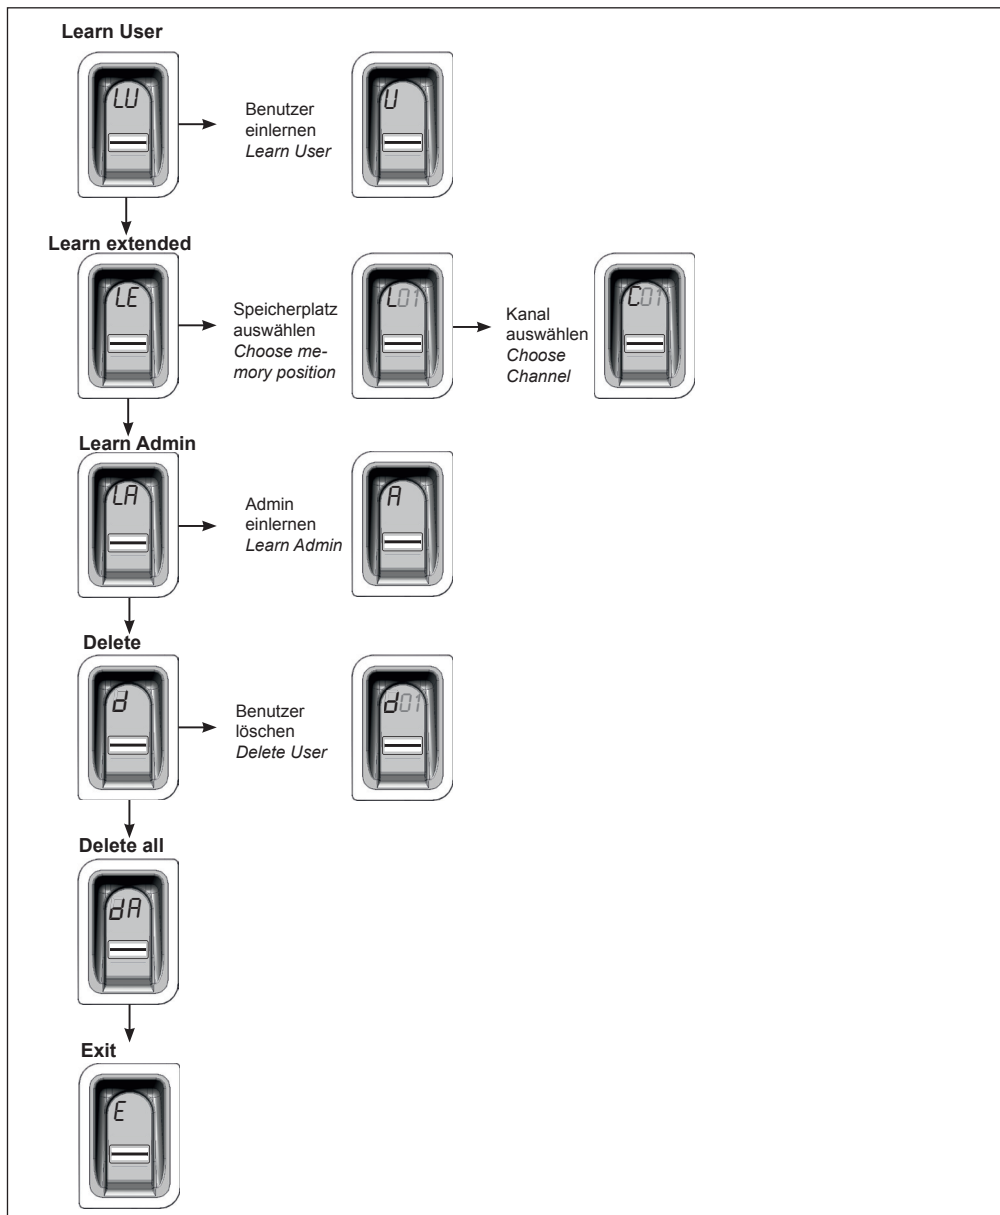 Learn User
LU
Benutzer
einlernen
Learn User
U
Learn extended
LE
Speicherplatz
auswählen
Choose me-
mory position
L01
Kanal
auswählen
Choose
Channel
C01
Learn Admin
LA
Admin
einlernen
Learn Admin
A
Delete
d
Benutzer
löschen
Delete User
d01
Delete all
dA
Exit
E